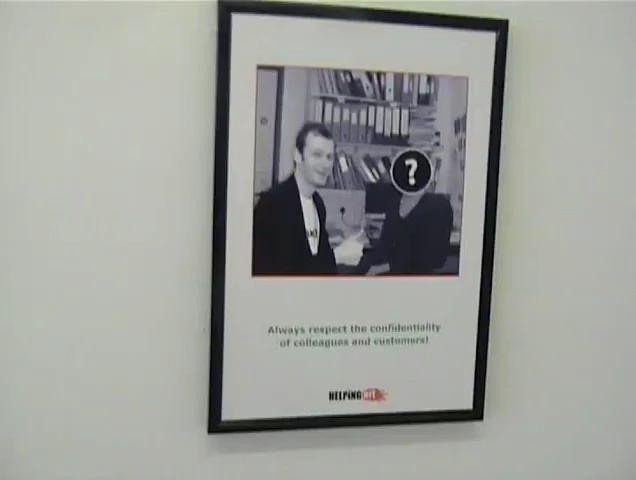 ?
Always respect the confidentiality
of colleagues and customers!
HELPiNG